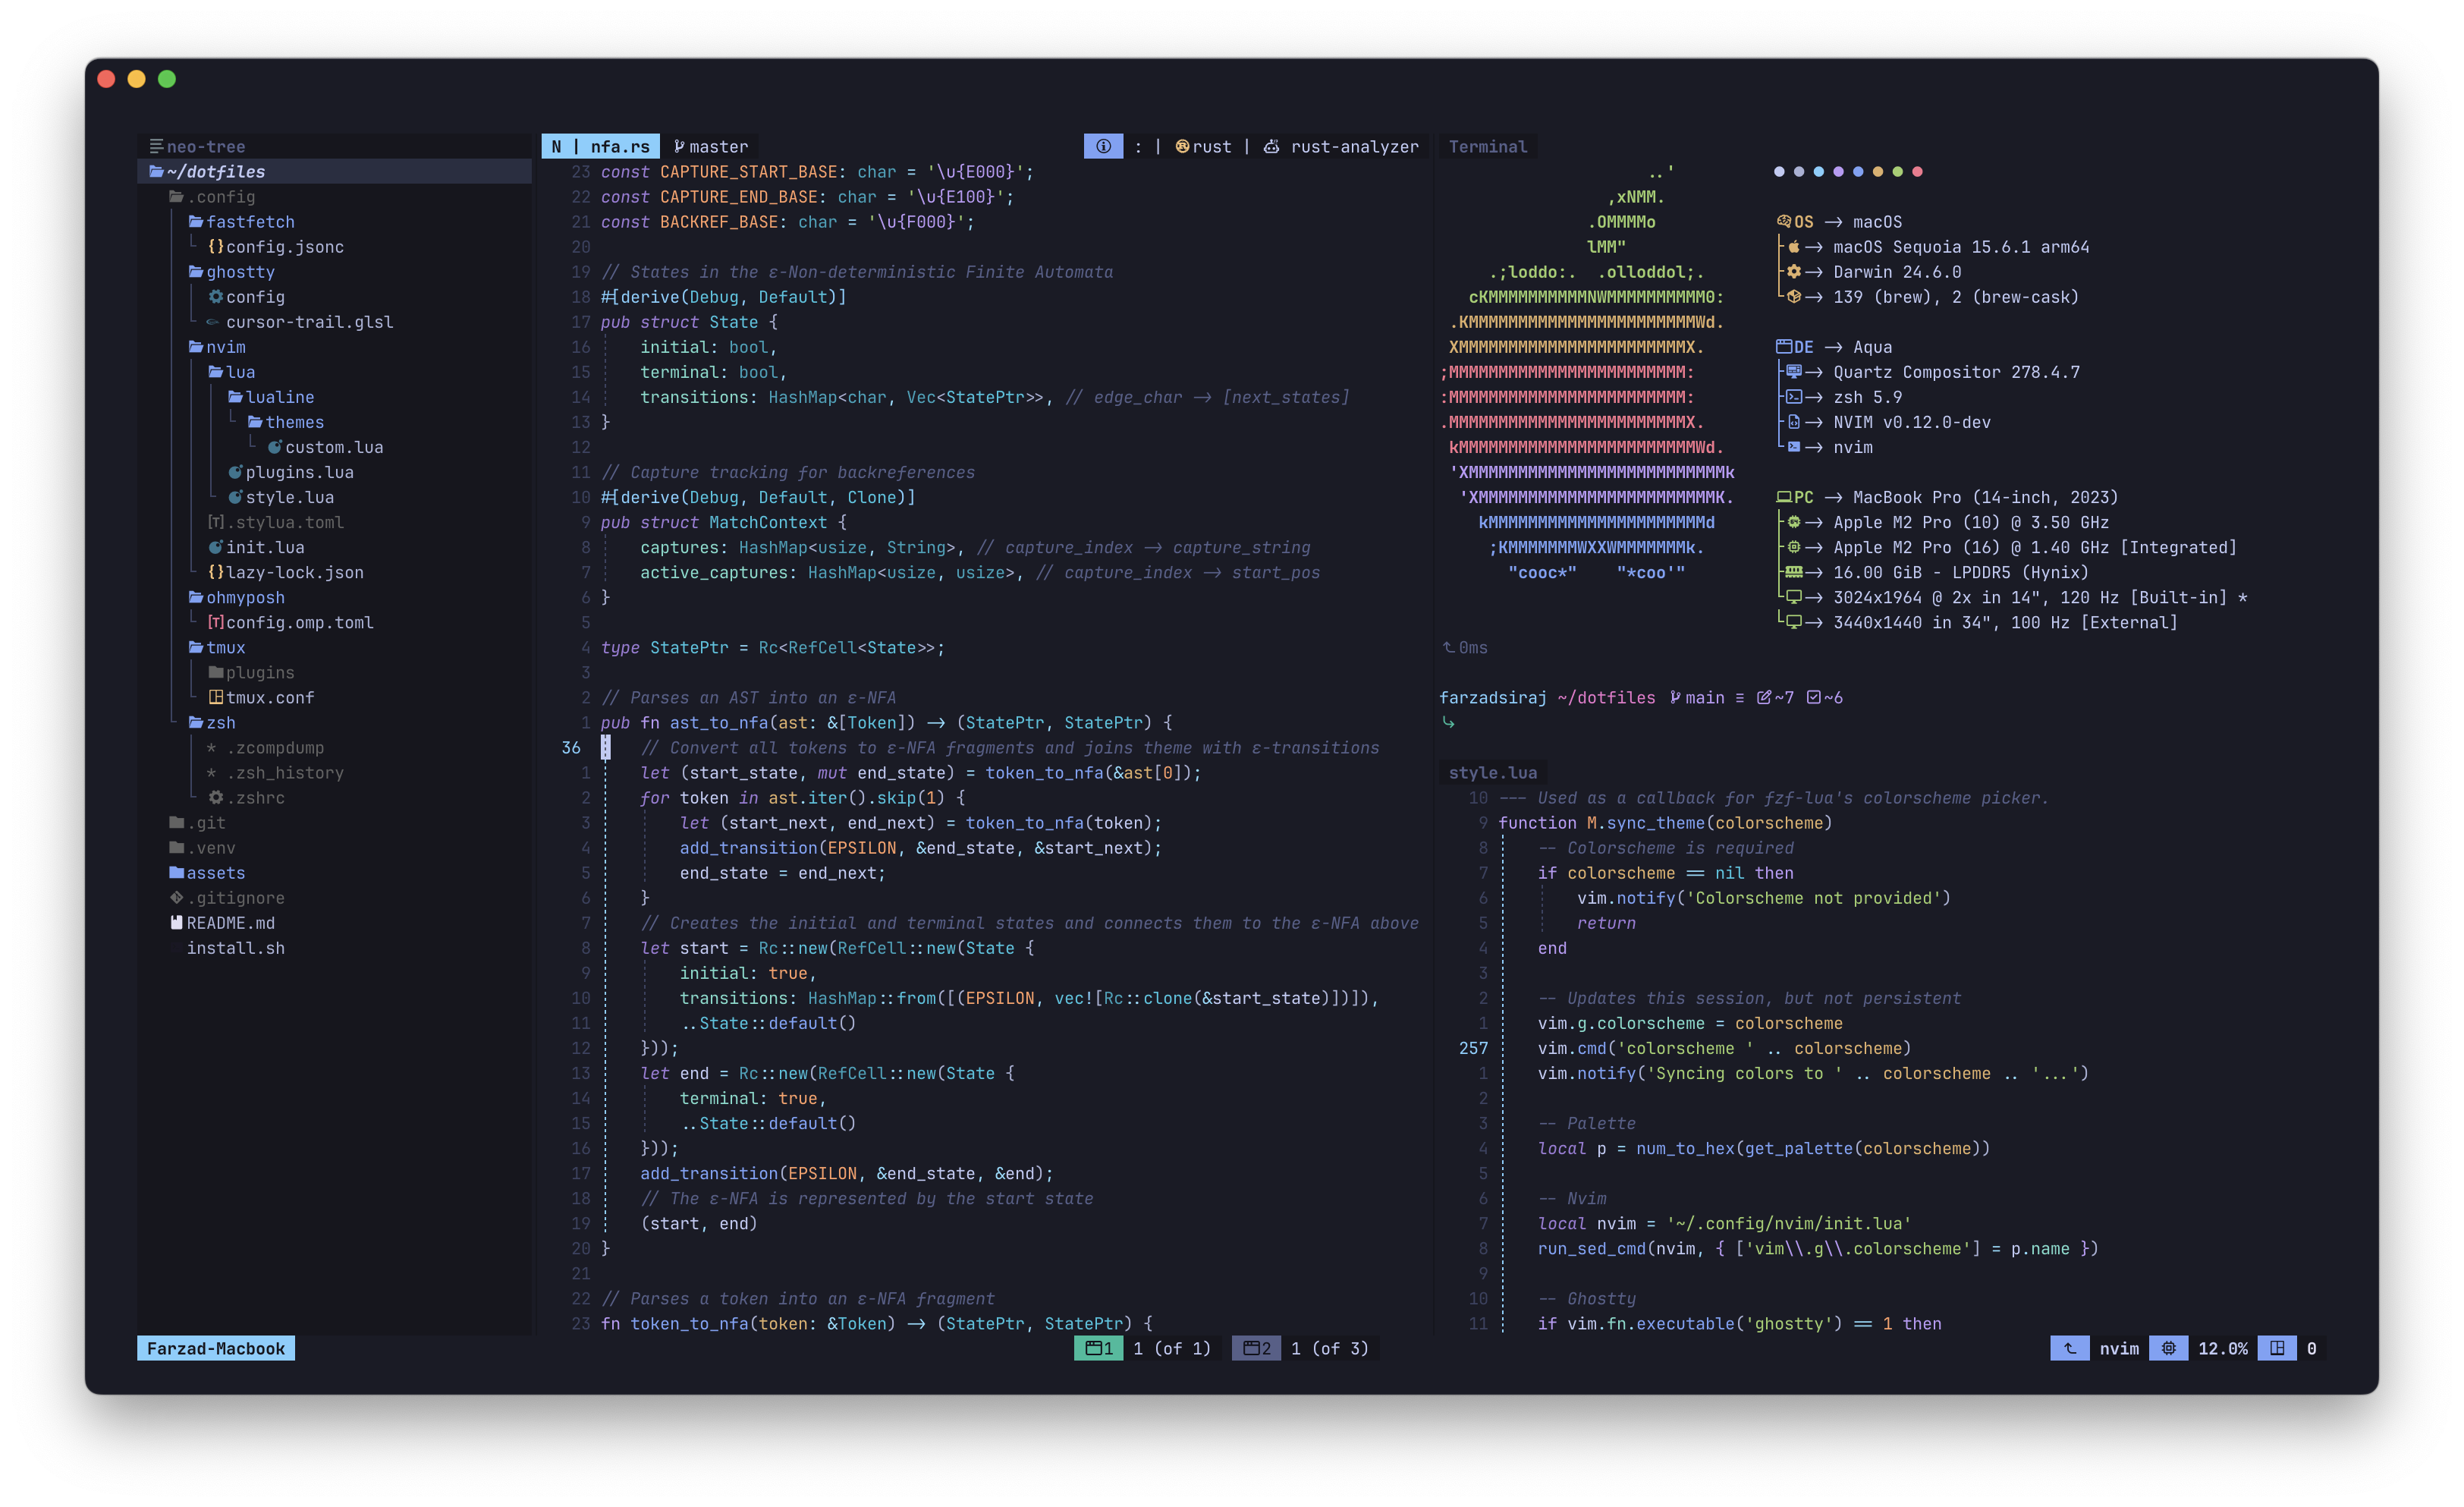 neo-tree
~/dotfiles
.config
fastfetch
{}config.jsonc
ghostty
config
cursor-trail.glsl
nvim
lua
lualine
themes
custom.lua
plugins.lua
style.lua
[T].stylua.toml
init.lua
{}lazy-lock.json
ohmyposh
[T]config.omp.toml
tmux
plugins
tmux.conf
zsh
* .zcompdump
* .zsh_history
.zshrc
.git
.venv
assets
.gitignore
README.md
install.sh
N | nfa.rs master : | rust | rust-analyzer
23 const CAPTURE_START_BASE: char = '\u{E000}';
22 const CAPTURE_END_BASE: char = '\u{E100}';
21 const BACKREF_BASE: char = '\u{F000}';
20
19 // States in the ε-Non-deterministic Finite Automata
18 #[derive(Debug, Default)]
17 pub struct State {
16 initial: bool,
15 terminal: bool,
14 transitions: HashMap<char, Vec<StatePtr>>, // edge_char -> [next_states]
13 }
12
11 // Capture tracking for backreferences
10 #[derive(Debug, Default, Clone)]
9 pub struct MatchContext {
8 captures: HashMap<usize, String>, // capture_index -> capture_string
7 active_captures: HashMap<usize, usize>, // capture_index -> start_pos
6 }
5
4 type StatePtr = Rc<RefCell<State>>;
3
2 // Parses an AST into an ε-NFA
1 pub fn ast_to_nfa(ast: &[Token]) -> (StatePtr, StatePtr) {
36 // Convert all tokens to ε-NFA fragments and joins theme with ε-transitions
1 let (start_state, mut end_state) = token_to_nfa(&ast[0]);
2 for token in ast.iter().skip(1) {
3 let (start_next, end_next) = token_to_nfa(token);
4 add_transition(EPSILON, &end_state, &start_next);
5 end_state = end_next;
6 }
7 // Creates the initial and terminal states and connects them to the ε-NFA above
8 let start = Rc::new(RefCell::new(State {
9 initial: true,
10 transitions: HashMap::from([(EPSILON, vec![Rc::clone(&start_state)])]),
11 ..State::default()
12 }));
13 let end = Rc::new(RefCell::new(State {
14 terminal: true,
15 ..State::default()
16 }));
17 add_transition(EPSILON, &end_state, &end);
18 // The ε-NFA is represented by the start state
19 (start, end)
20 }
21
22 // Parses a token into an ε-NFA fragment
23 fn token_to_nfa(token: &Token) -> (StatePtr, StatePtr) {
Terminal
..'
,xNMM.
.OMMMMo
lMM"
.;loddo:. .olloddol;.
cKMMMMMMMMMMNWMMMMMMMMMM0:
.KMMMMMMMMMMMMMMMMMMMMMMMWd.
XMMMMMMMMMMMMMMMMMMMMMMMX.
;MMMMMMMMMMMMMMMMMMMMMMMM:
:MMMMMMMMMMMMMMMMMMMMMMMM:
.MMMMMMMMMMMMMMMMMMMMMMMMX.
kMMMMMMMMMMMMMMMMMMMMMMMMWd.
'XMMMMMMMMMMMMMMMMMMMMMMMMMMk
'XMMMMMMMMMMMMMMMMMMMMMMMMK.
kMMMMMMMMMMMMMMMMMMMMMMd
;KMMMMMMMWXXWMMMMMMMk.
"cooc*" "*coo'"
OS -> macOS
-> macOS Sequoia 15.6.1 arm64
-> Darwin 24.6.0
-> 139 (brew), 2 (brew-cask)
DE -> Aqua
-> Quartz Compositor 278.4.7
-> zsh 5.9
-> NVIM v0.12.0-dev
-> nvim
PC -> MacBook Pro (14-inch, 2023)
-> Apple M2 Pro (10) @ 3.50 GHz
-> Apple M2 Pro (16) @ 1.40 GHz [Integrated]
-> 16.00 GiB - LPDDR5 (Hynix)
-> 3024x1964 @ 2x in 14", 120 Hz [Built-in] *
-> 3440x1440 in 34", 100 Hz [External]
0ms
farzadsiraj ~/dotfiles main ≡ ~7 ~6
style.lua
10 --- Used as a callback for fzf-lua's colorscheme picker.
9 function M.sync_theme(colorscheme)
8 -- Colorscheme is required
7 if colorscheme == nil then
6 vim.notify('Colorscheme not provided')
5 return
4 end
3
2 -- Updates this session, but not persistent
1 vim.g.colorscheme = colorscheme
257 vim.cmd('colorscheme ' .. colorscheme)
1 vim.notify('Syncing colors to ' .. colorscheme .. '...')
2
3 -- Palette
4 local p = num_to_hex(get_palette(colorscheme))
5
6 -- Nvim
7 local nvim = '~/.config/nvim/init.lua'
8 run_sed_cmd(nvim, { ['vim\\.g\\.colorscheme'] = p.name })
9
10 -- Ghostty
11 if vim.fn.executable('ghostty') == 1 then
Farzad-Macbook 1 1 (of 1) 2 1 (of 3) nvim 12.0% 0